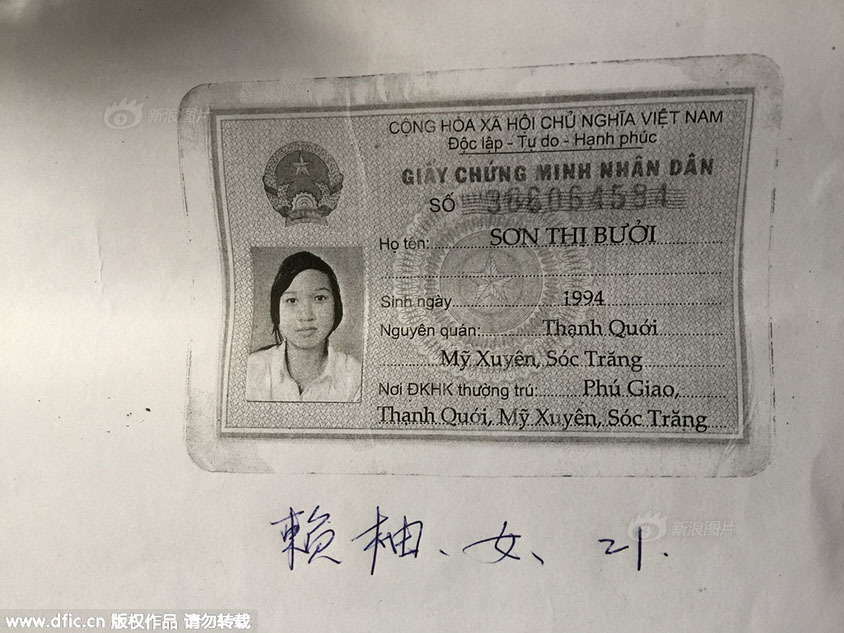 新浪图片
CỘNG HÒA XÃ HỘI CHỦ NGHĨA VIỆT NAM
Độc lập - Tự do - Hạnh phúc
GIẤY CHỨNG MINH NHÂN DÂN
SỐ
Họ tên: SƠN THỊ BƯỞI
Sinh ngày 1994
Nguyên quán: Thạnh Quới
Mỹ Xuyên, Sóc Trăng
Nơi ĐKHK thường trú: Phú Giao,
Thạnh Quới, Mỹ Xuyên, Sóc Trăng
赖柚、女、21.
新浪图片
www.dfic.cn 版权作品 请勿转载